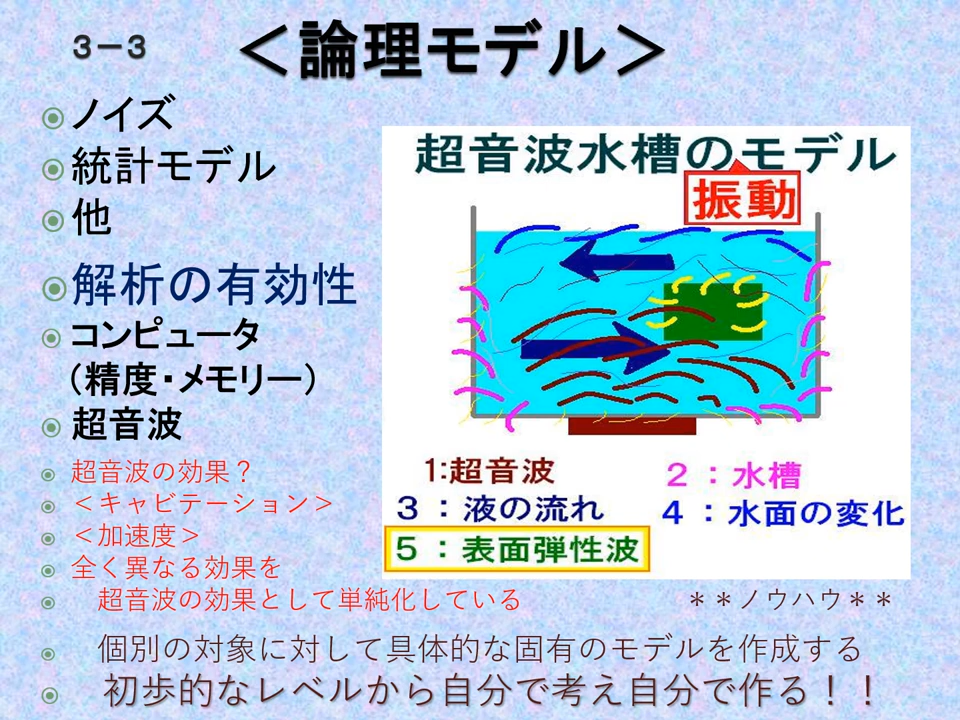 3－3
＜論理モデル＞
ノイズ
統計モデル
他
解析の有効性
コンピュータ
（精度・メモリー）
超音波
超音波の効果？
＜キャビテーション＞
＜加速度＞
全く異なる効果を
超音波の効果として単純化している
超音波水槽のモデル
振動
1:超音波
2：水槽
3：液の流れ
4：水面の変化
5：表面弾性波
＊＊ノウハウ＊＊
個別の対象に対して具体的な固有のモデルを作成する
初歩的なレベルから自分で考え自分で作る！！